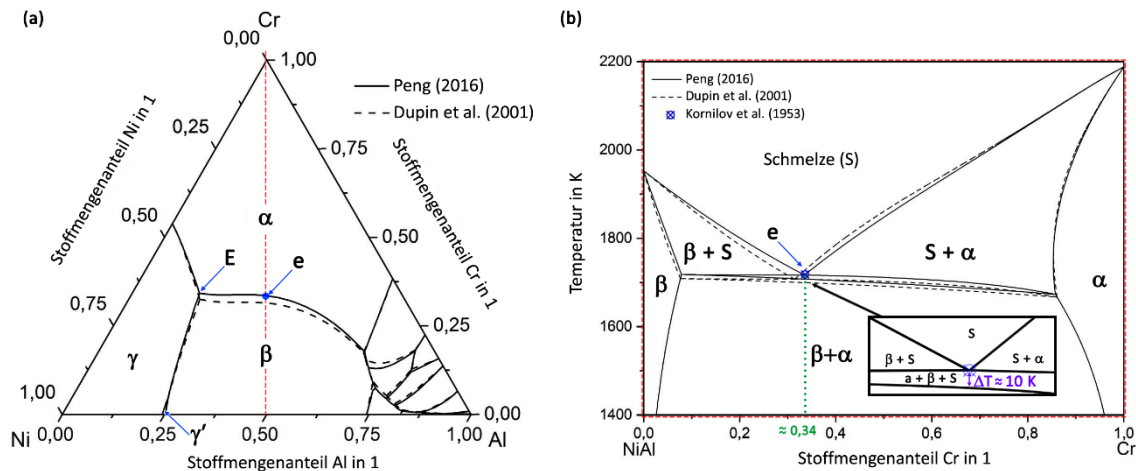 (a)
Cr
0,00
1,00
Peng (2016)
Dupin et al. (2001)
0,25
0,75
Stoffmengenanteil Ni in 1
Stoffmengenanteil Cr in 1
α
0,50
0,50
E
e
0,75
0,25
γ
β
1,00
0,00
Ni
0,00
0,25
0,50
0,75
1,00
Al
γ'
Stoffmengenanteil Al in 1
(b)
2200
Peng (2016)
Dupin et al. (2001)
Kornilov et al. (1953)
2000
Schmelze (S)
Temperatur in K
1800
e
β + S
S + α
β
α
1600
S
β + S
S + α
β+α
a + β + S
ΔT ≈ 10 K
1400
0,0
0,2
0,4
0,6
0,8
1,0
NiAl
≈ 0,34
Cr
Stoffmengenanteil Cr in 1